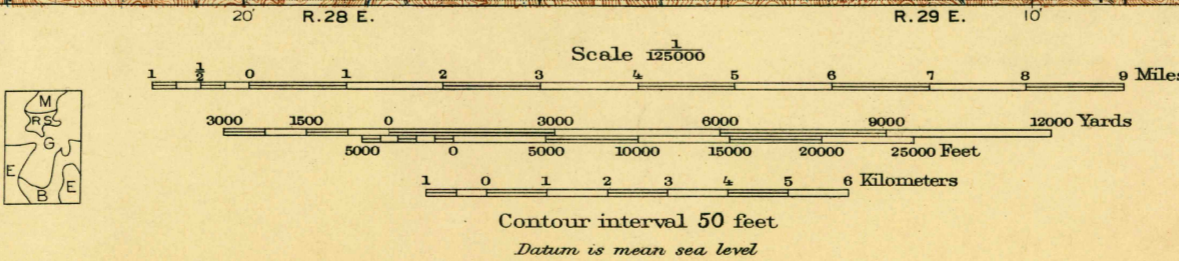 20' R.28 E. R.29 E. 10'
Scale 1/125000
1 1/2 0 1 2 3 4 5 6 7 8 9 Miles
3000 1500 0 3000 6000 9000 12000 Yards
5000 0 5000 10000 15000 20000 25000 Feet
1 0 1 2 3 4 5 6 Kilometers
M
R S
G
E
E
B
Contour interval 50 feet
Datum is mean sea level